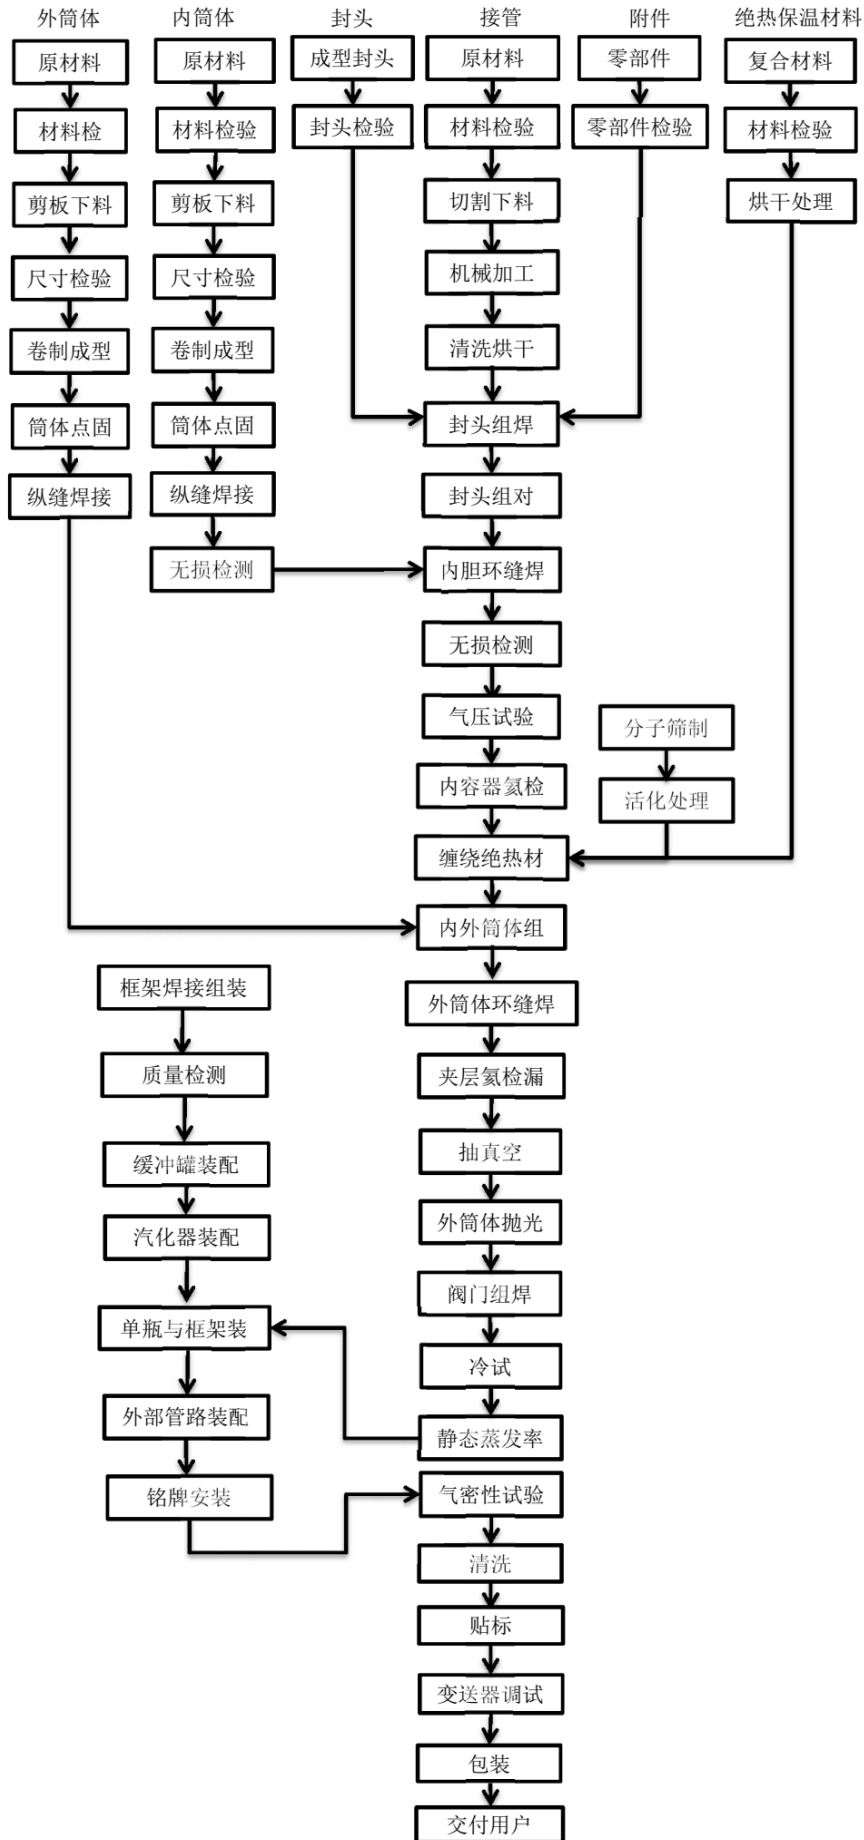 外筒体
内筒体
封头
接管
附件
绝热保温材料
原材料
原材料
成型封头
原材料
零部件
复合材料
材料检
材料检验
封头检验
材料检验
零部件检验
材料检验
剪板下料
剪板下料
切割下料
烘干处理
尺寸检验
尺寸检验
机械加工
卷制成型
卷制成型
清洗烘干
筒体点固
筒体点固
封头组焊
纵缝焊接
纵缝焊接
封头组对
无损检测
内胆环缝焊
无损检测
气压试验
分子筛制
内容器氦检
活化处理
缠绕绝热材
内外筒体组
框架焊接组装
外筒体环缝焊
质量检测
夹层氦检漏
缓冲罐装配
抽真空
汽化器装配
外筒体抛光
阀门组焊
单瓶与框架装
冷试
外部管路装配
静态蒸发率
铭牌安装
气密性试验
清洗
贴标
变送器调试
包装
交付用户